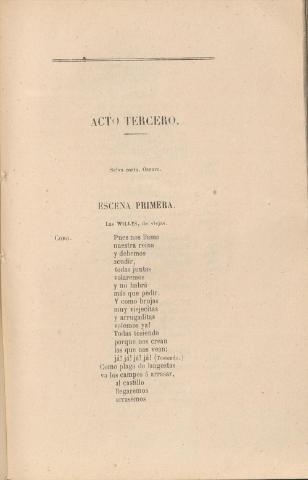 ACTO TERCERO.
Selva corta. Oscura.
ESCENA PRIMERA.
Las WILLIS, de viejas.
CORO. Pues nos llama
nuestra reina
y debemos
acudir,
todas juntas
volaremos
y no habrá
más que pedir.
Y como brujas
muy viejecitas
y arrugaditas
volemos ya!
Todas tosiendo
porque nos crean
los que nos vean;
já! já! já! já! (Tosiendo.)
Como plaga de langostas
va los campos á arrasar,
al castillo
llegaremos
arrasemos